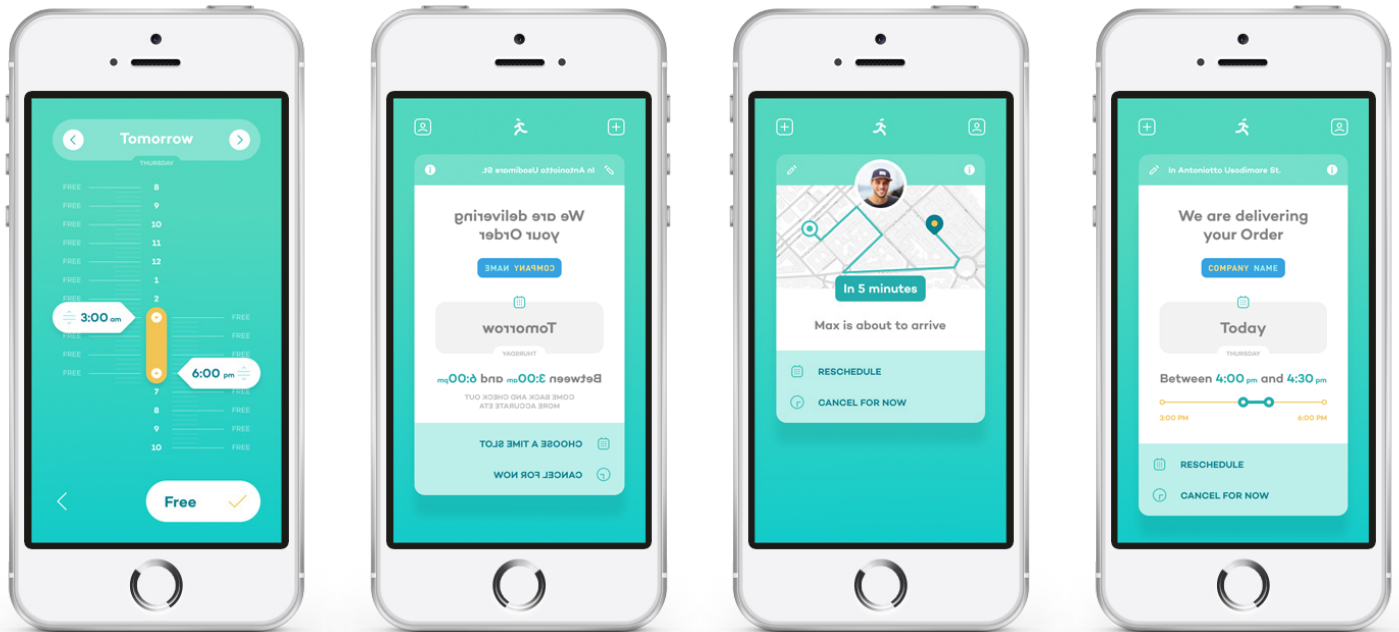 Tomorrow
THURSDAY
FREE 8
FREE 9
FREE 10
FREE 11
FREE 12
FREE 1
FREE 2
3:00 am FREE
FREE FREE
FREE FREE
FREE 6:00 pm
7 FREE
8 FREE
9 FREE
10 FREE
Free
In Antoniotto Usodimare St.
We are delivering
your Order
COMPANY NAME
Tomorrow
THURSDAY
Between 3:00am and 6:00pm
COME BACK AND CHECK OUT
MORE ACCURATE ETA
CHOOSE A TIME SLOT
CANCEL FOR NOW
In 5 minutes
Max is about to arrive
RESCHEDULE
CANCEL FOR NOW
In Antoniotto Usodimare St.
We are delivering
your Order
COMPANY NAME
Today
THURSDAY
Between 4:00 pm and 4:30 pm
3:00 PM 6:00 PM
RESCHEDULE
CANCEL FOR NOW